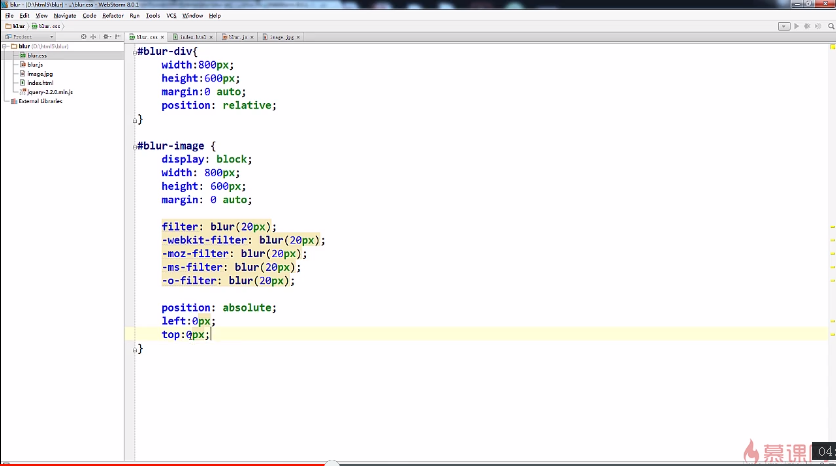 blur - [D:\html5\blur] - ...\blur.css - WebStorm 8.0.1
File Edit View Navigate Code Refactor Run Tools VCS Window Help
blur blur.css
Project
blur.css index.html blur.js image.jpg
blur (D:\html5\blur)
blur.css
blur.js
image.jpg
index.html
jquery-2.2.0.min.js
External Libraries
#blur-div{
width:800px;
height:600px;
margin:0 auto;
position: relative;
}
#blur-image {
display: block;
width: 800px;
height: 600px;
margin: 0 auto;
filter: blur(20px);
-webkit-filter: blur(20px);
-moz-filter: blur(20px);
-ms-filter: blur(20px);
-o-filter: blur(20px);
position: absolute;
left:0px;
top:0px;
}
慕课
04: